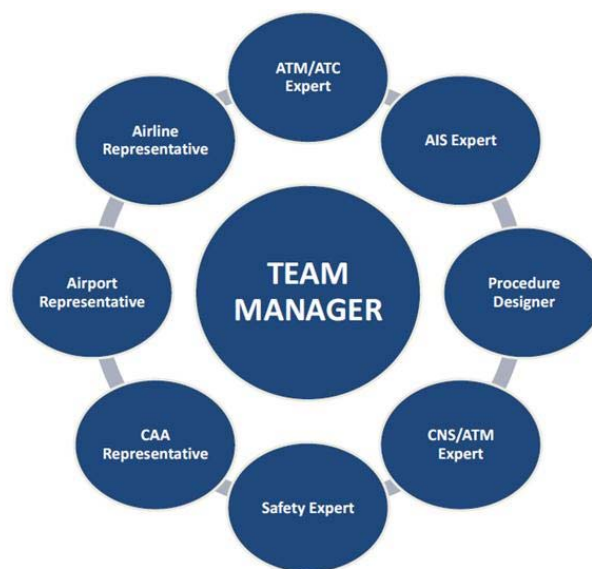 ATM/ATC
Expert
AIS Expert
Procedure
Designer
CNS/ATM
Expert
Safety Expert
CAA
Representative
Airport
Representative
Airline
Representative
TEAM
MANAGER